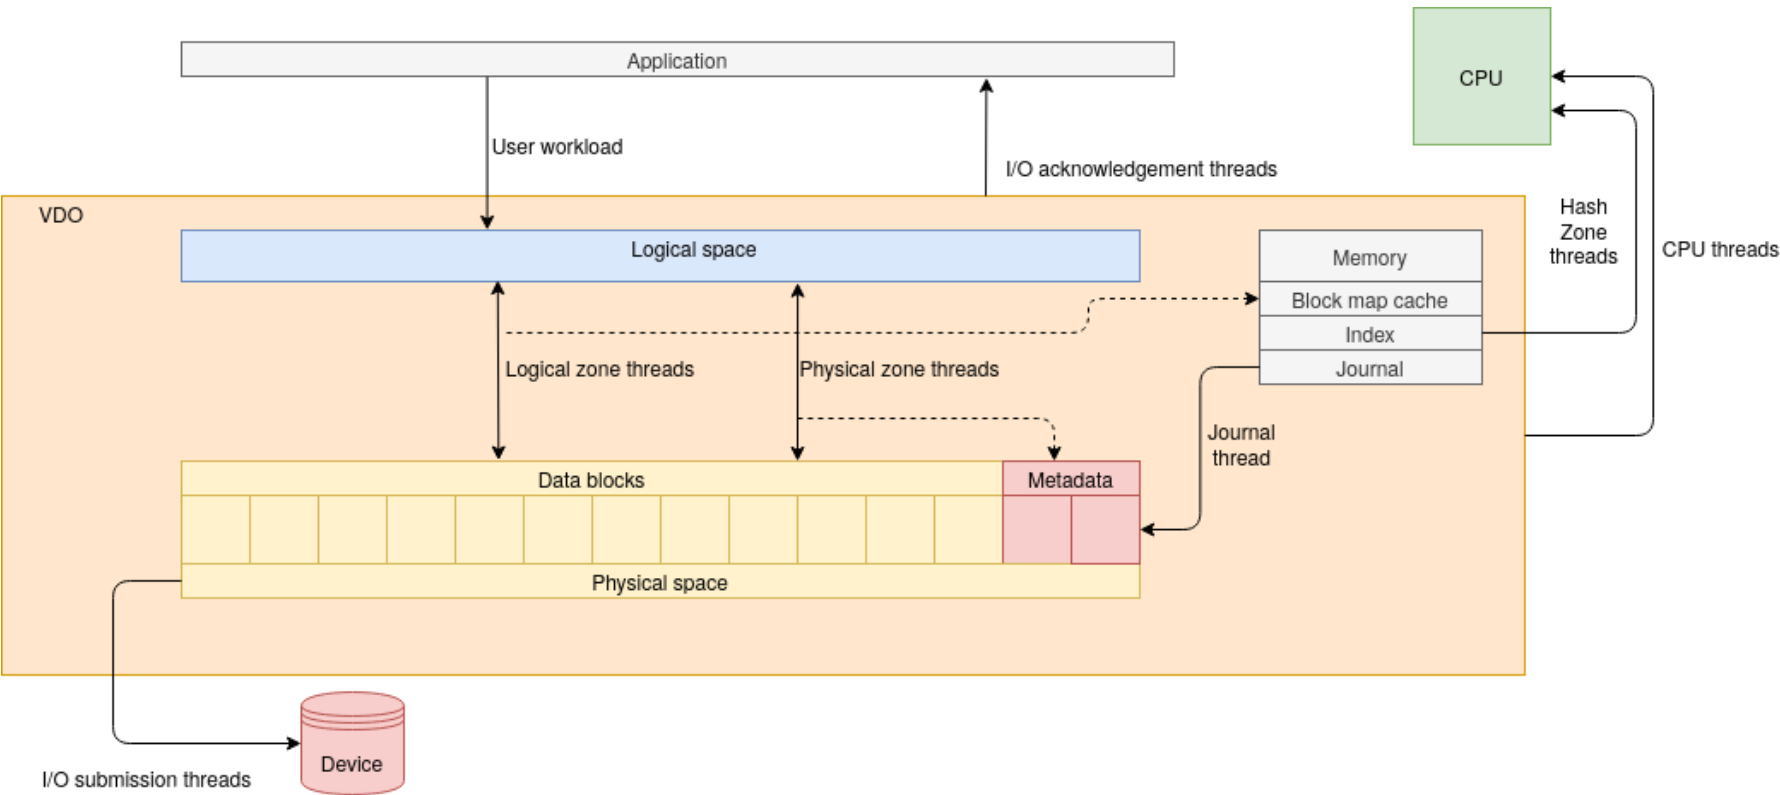 Application
CPU
User workload
I/O acknowledgement threads
VDO
Logical space
Hash
Zone
threads
CPU threads
Memory
Block map cache
Index
Journal
Logical zone threads
Physical zone threads
Journal
thread
Data blocks
Metadata
Physical space
Device
I/O submission threads